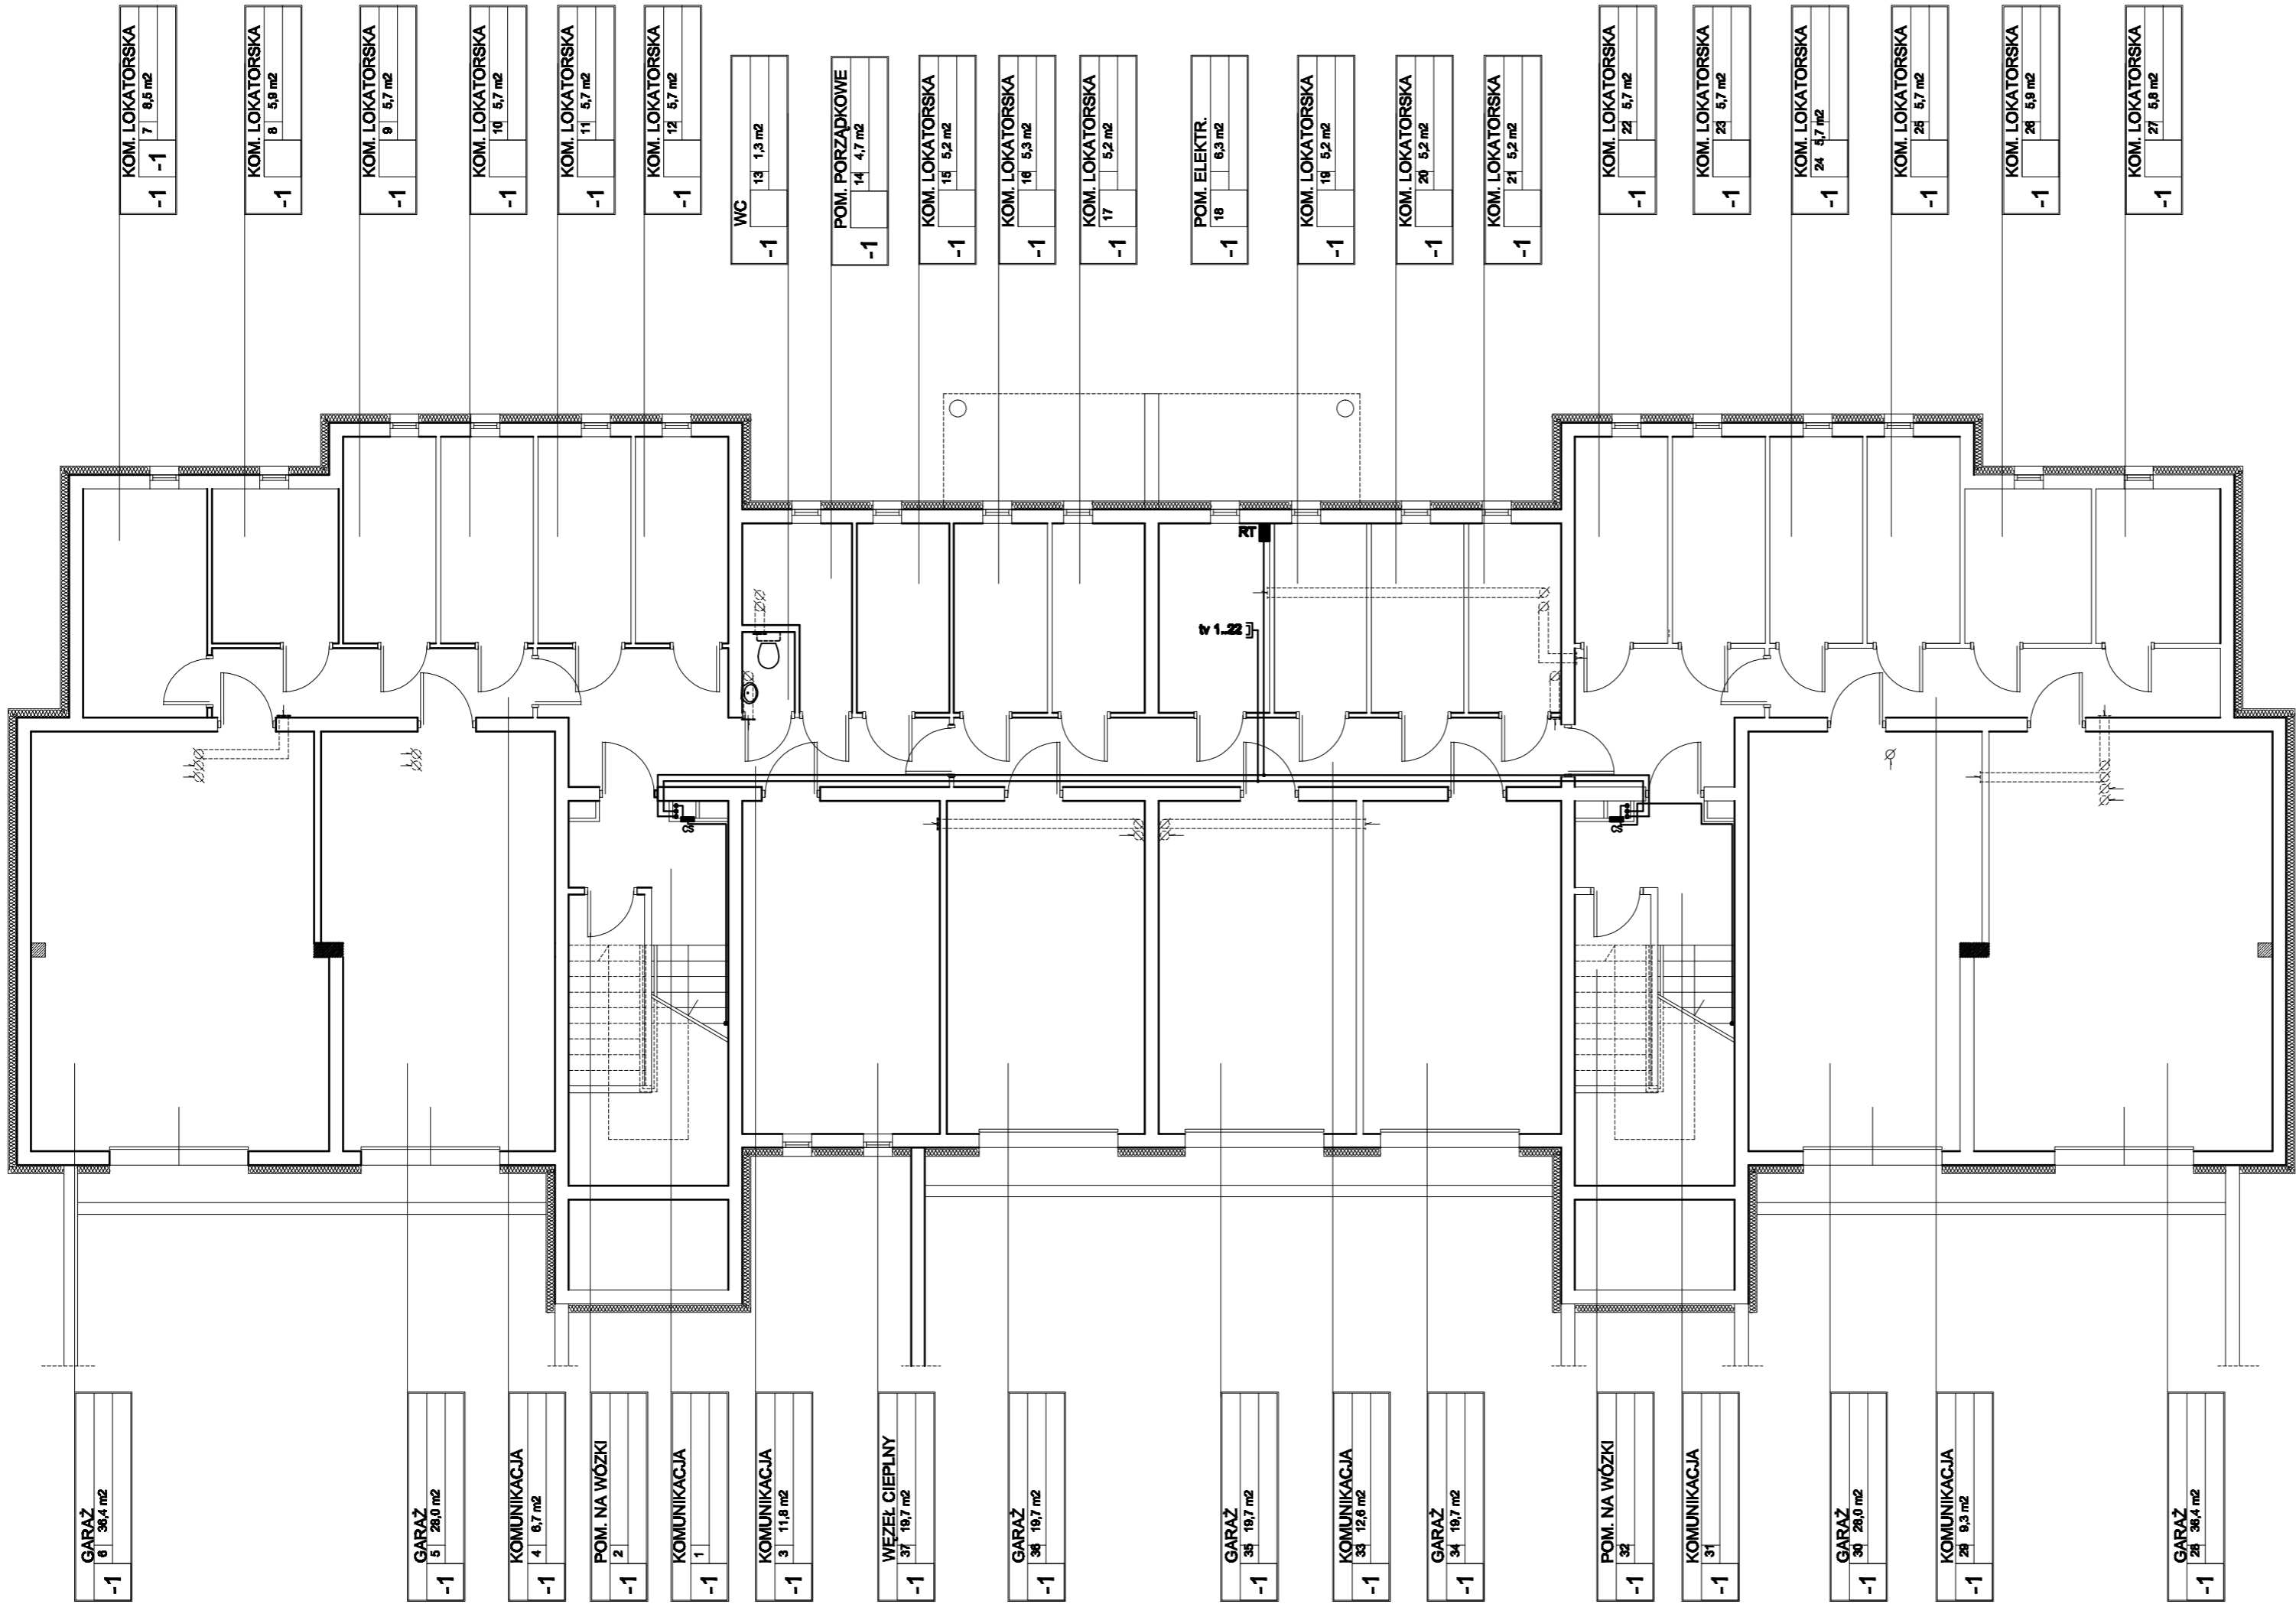 KOM. LOKATORSKA
7 8,5 m2
-1 -1
KOM. LOKATORSKA
8 5,9 m2
-1
KOM. LOKATORSKA
9 5,7 m2
-1
KOM. LOKATORSKA
10 5,7 m2
-1
KOM. LOKATORSKA
11 5,7 m2
-1
KOM. LOKATORSKA
12 5,7 m2
-1
WC
13 1,3 m2
-1
POM. PORZĄDKOWE
14 4,7 m2
-1
KOM. LOKATORSKA
15 5,2 m2
-1
KOM. LOKATORSKA
16 5,3 m2
-1
KOM. LOKATORSKA
17 5,2 m2
-1
POM. ELEKTR.
18 6,3 m2
-1
KOM. LOKATORSKA
19 5,2 m2
-1
KOM. LOKATORSKA
20 5,2 m2
-1
KOM. LOKATORSKA
21 5,2 m2
-1
KOM. LOKATORSKA
22 5,7 m2
-1
KOM. LOKATORSKA
23 5,7 m2
-1
KOM. LOKATORSKA
24 5,7 m2
-1
KOM. LOKATORSKA
25 5,7 m2
-1
KOM. LOKATORSKA
26 5,9 m2
-1
KOM. LOKATORSKA
27 5,8 m2
-1
RT
tv 1..22
CS
CS
GARAŻ
6 36,4 m2
-1
GARAŻ
5 28,0 m2
-1
KOMUNIKACJA
4 6,7 m2
-1
POM. NA WÓZKI
2
-1
KOMUNIKACJA
1
-1
KOMUNIKACJA
3 11,8 m2
-1
WĘZEŁ CIEPLNY
37 19,7 m2
-1
GARAŻ
36 19,7 m2
-1
GARAŻ
35 19,7 m2
-1
KOMUNIKACJA
33 12,6 m2
-1
GARAŻ
34 19,7 m2
-1
POM. NA WÓZKI
32
-1
KOMUNIKACJA
31
-1
GARAŻ
30 28,0 m2
-1
KOMUNIKACJA
29 9,3 m2
-1
GARAŻ
28 36,4 m2
-1